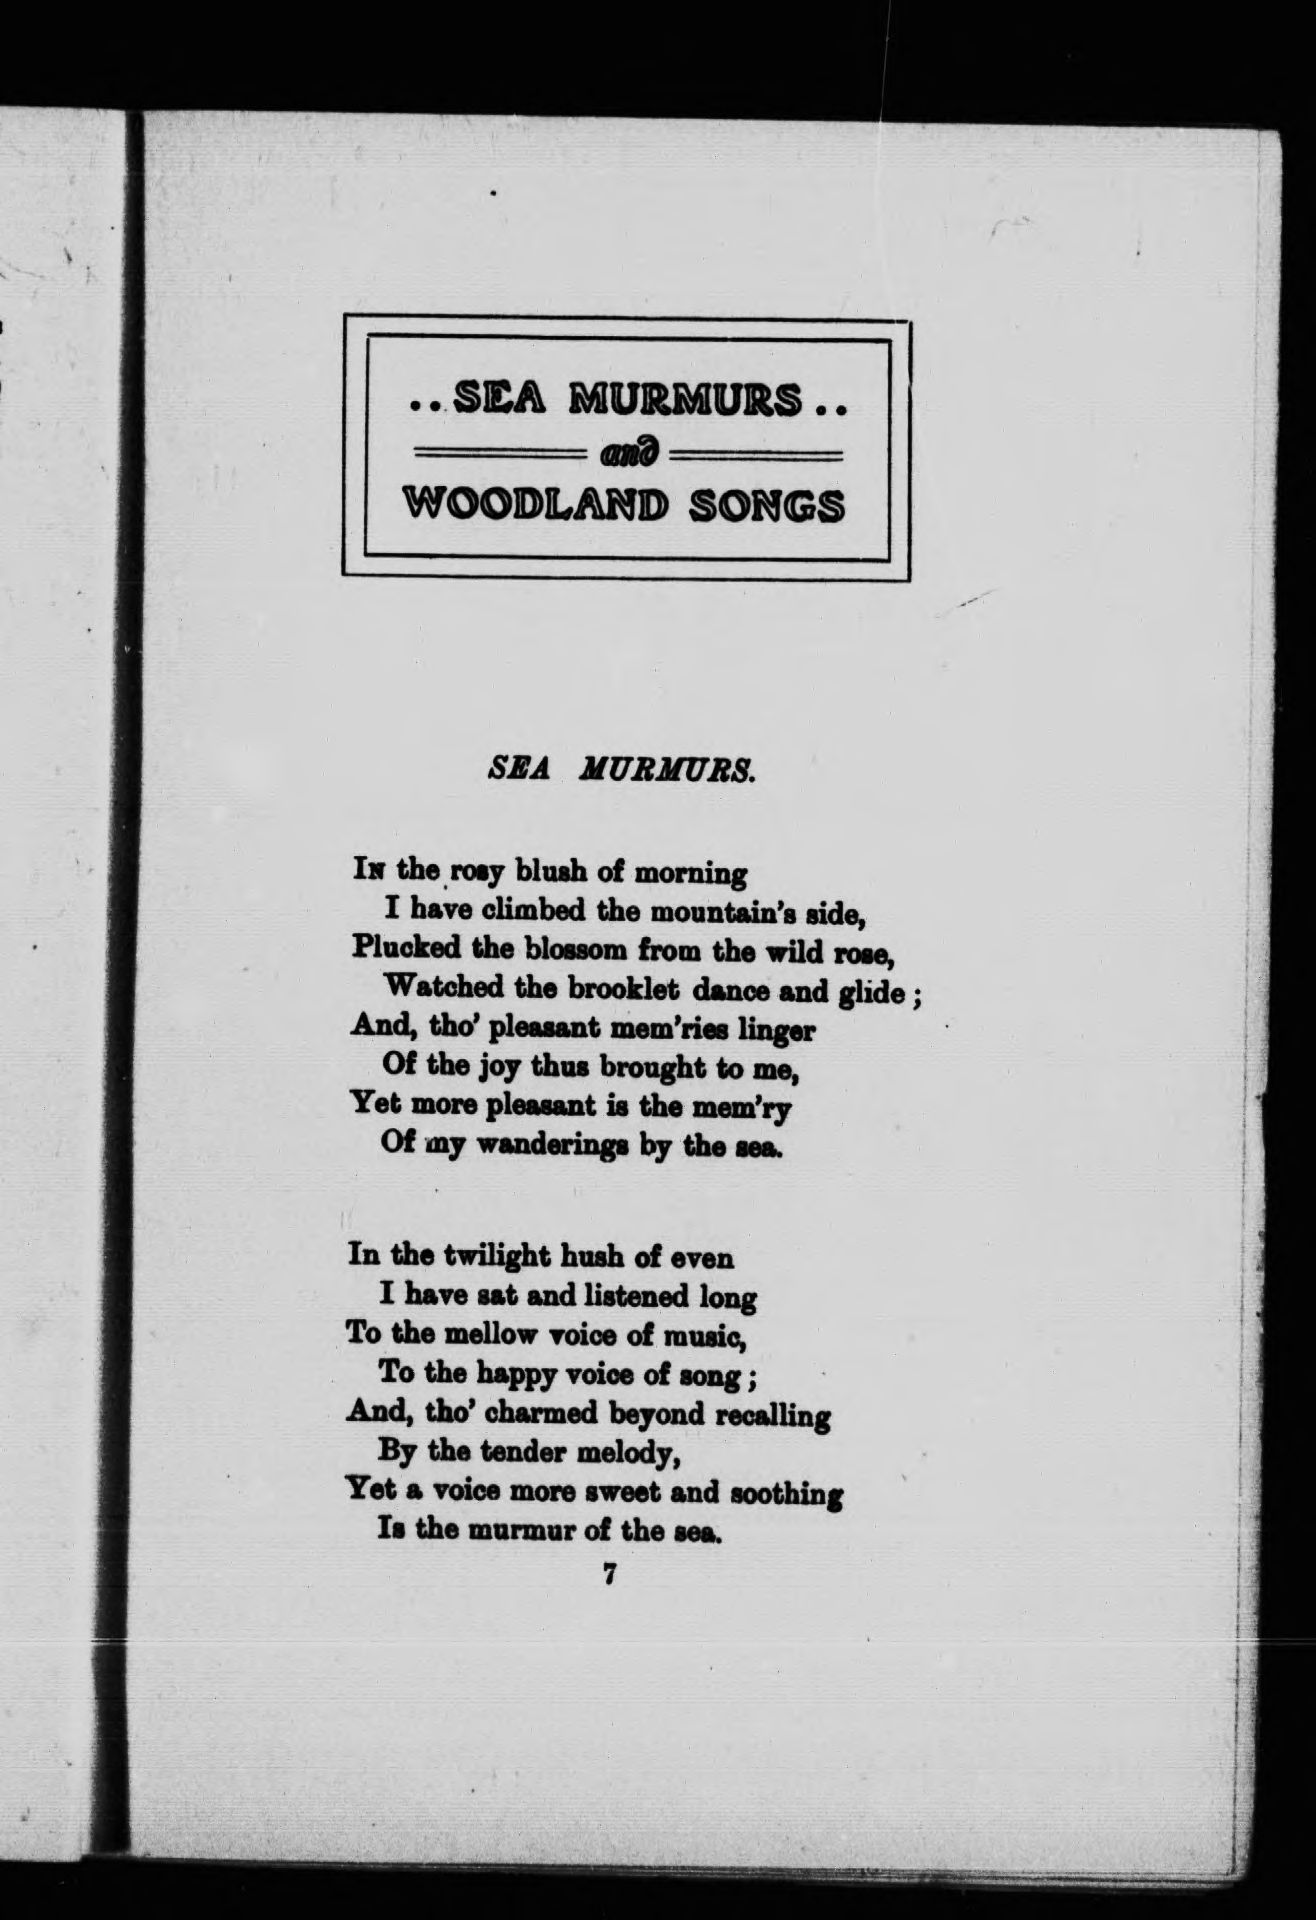 ..SEA MURMURS..
and
WOODLAND SONGS
SEA MURMURS.
IN the rosy blush of morning
I have climbed the mountain's side,
Plucked the blossom from the wild rose,
Watched the brooklet dance and glide ;
And, tho' pleasant mem'ries linger
Of the joy thus brought to me,
Yet more pleasant is the mem'ry
Of my wanderings by the sea.
In the twilight hush of even
I have sat and listened long
To the mellow voice of music,
To the happy voice of song ;
And, tho' charmed beyond recalling
By the tender melody,
Yet a voice more sweet and soothing
Is the murmur of the sea.
7